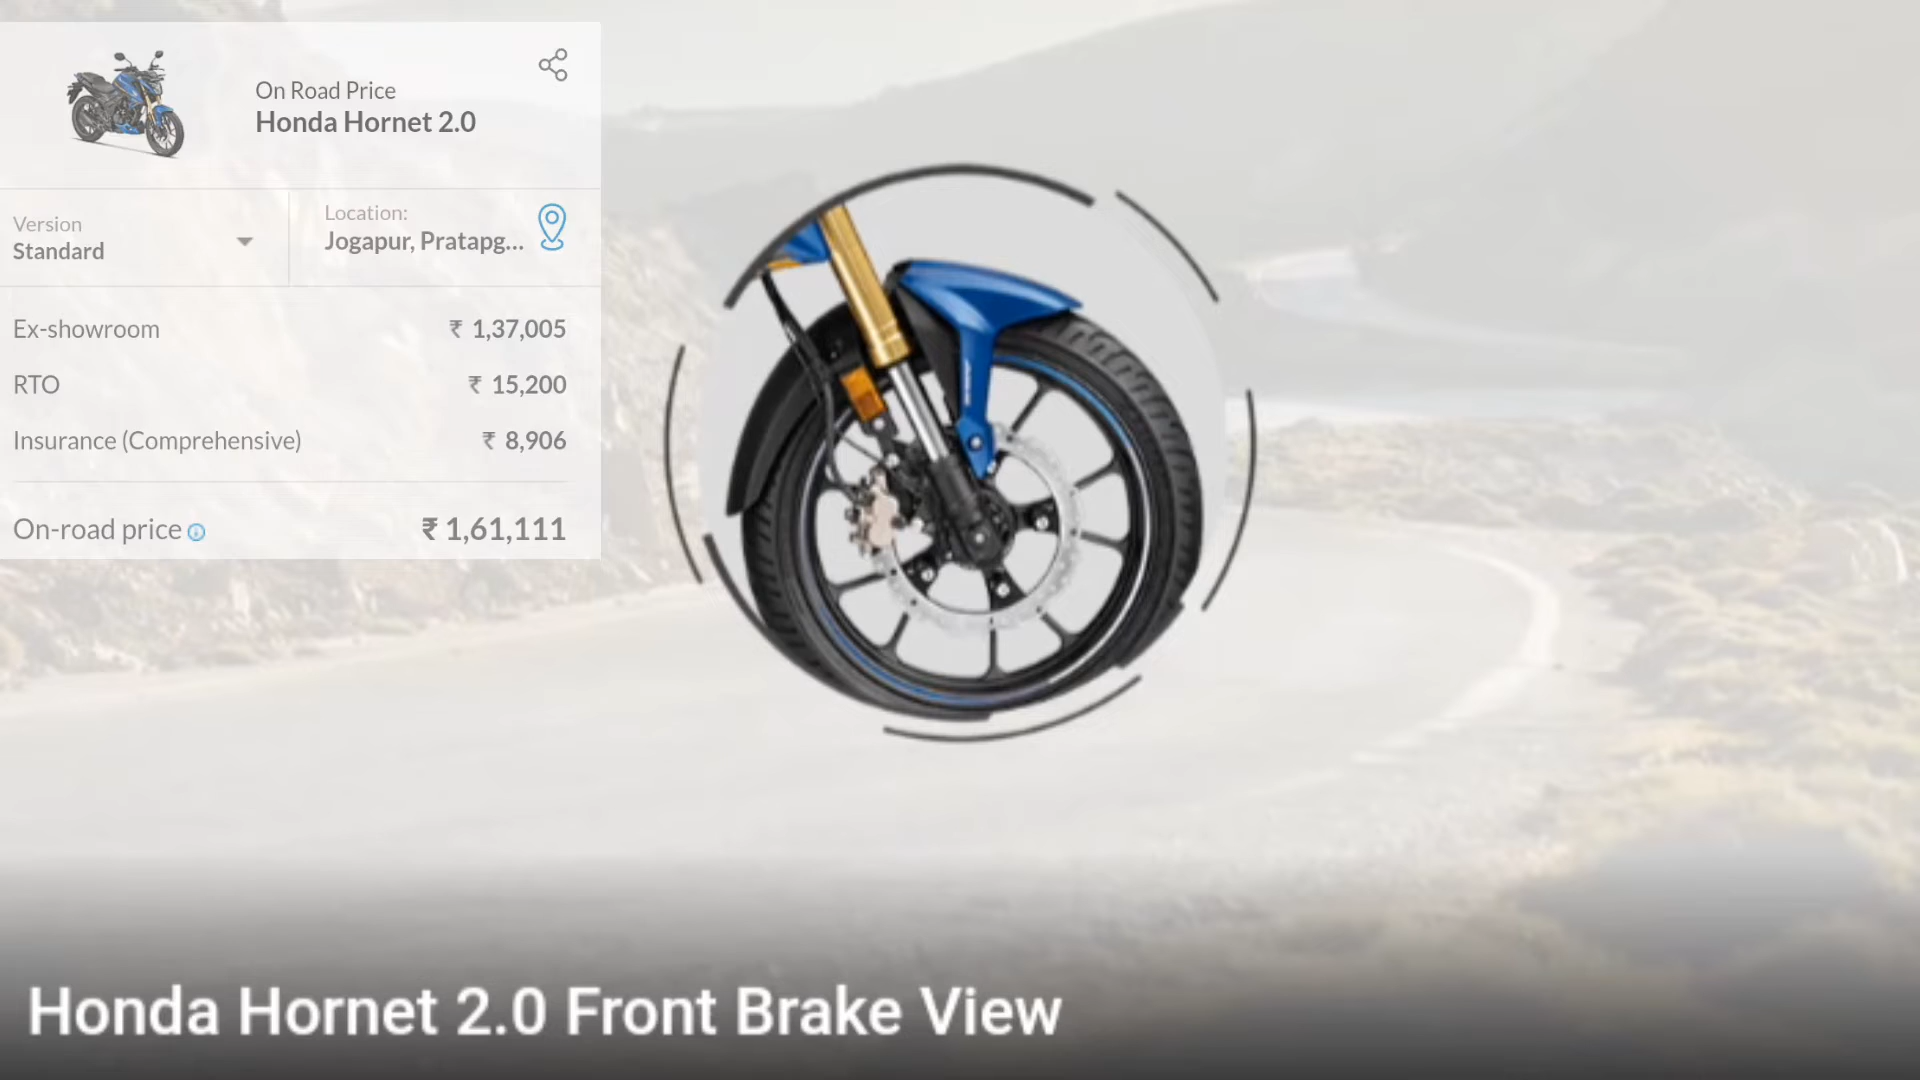 On Road Price
Honda Hornet 2.0
Version
Standard
Location:
Jogapur, Pratapg...
Ex-showroom ₹ 1,37,005
RTO ₹ 15,200
Insurance (Comprehensive) ₹ 8,906
On-road price ₹ 1,61,111
Honda Hornet 2.0 Front Brake View